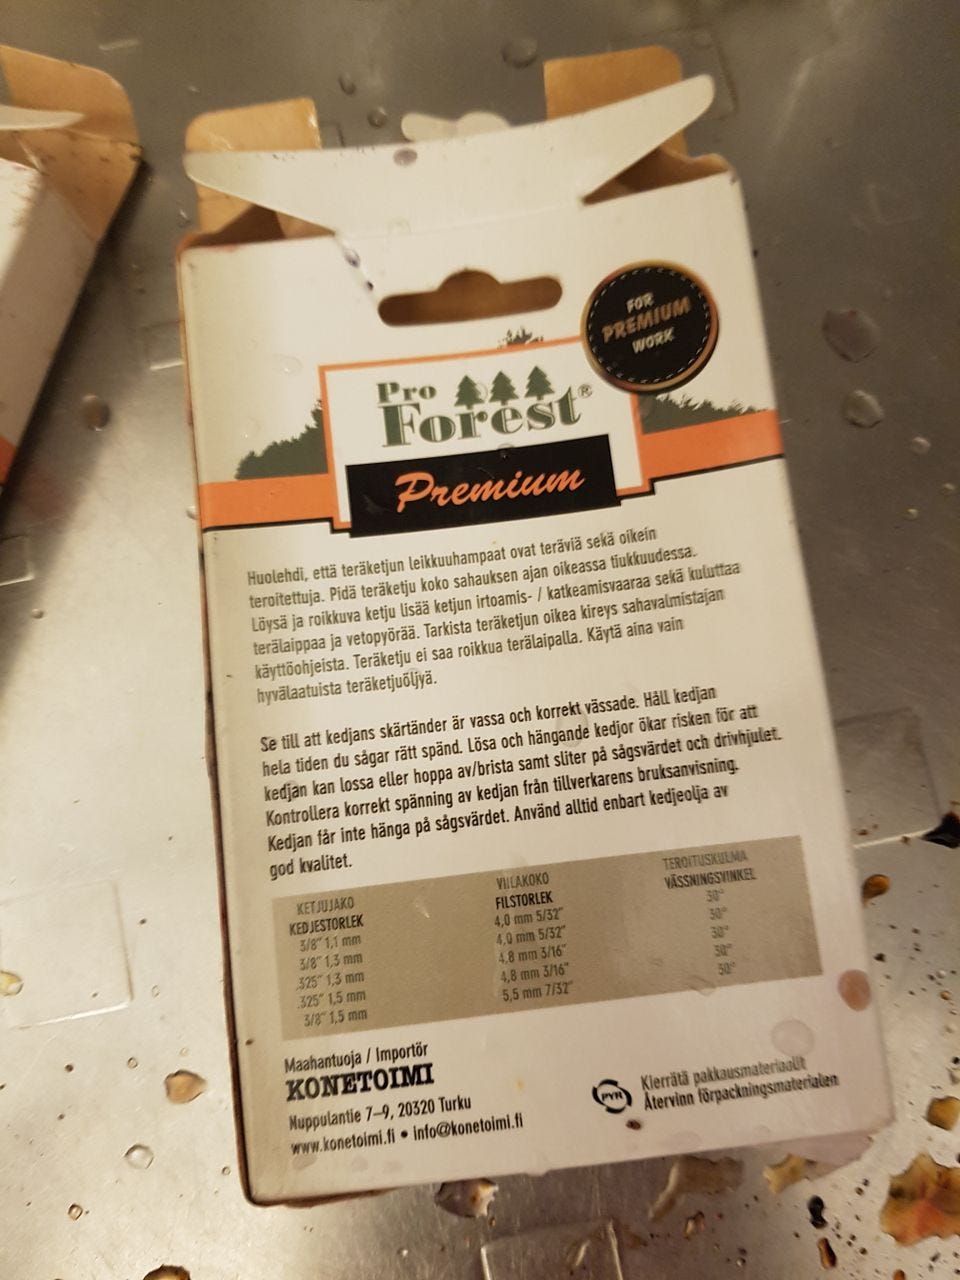 FOR
PREMIUM
WORK
Pro
Forest®
Premium
Huolehdi, että teräketjun leikkuuhampaat ovat teräviä sekä oikein
teroitettuja. Pidä teräketju koko sahauksen ajan oikeassa tiukkuudessa.
Löysä ja roikkuva ketju lisää ketjun irtoamis- / katkeamisvaaraa sekä kuluttaa
terälaippaa ja vetopyörää. Tarkista teräketjun oikea kireys sahavalmistajan
käyttöohjeista. Teräketju ei saa roikkua terälaipalla. Käytä aina vain
hyvälaatuista teräketjuöljyä.
Se till att kedjans skärtänder är vassa och korrekt vässade. Håll kedjan
hela tiden du sågar rätt spänd. Lösa och hängande kedjor ökar risken för att
kedjan kan lossa eller hoppa av/brista samt sliter på sågsvärdet och drivhjulet.
Kontrollera korrekt spänning av kedjan från tillverkarens bruksanvisning.
Kedjan får inte hänga på sågsvärdet. Använd alltid enbart kedjeolja av
god kvalitet.
KETJUJAKO VIILAKOKO TEROITUSKULMA
KEDJESTORLEK FILSTORLEK VÄSSNINGSVINKEL
3/8" 1,1 mm 4,0 mm 5/32" 30°
3/8" 1,3 mm 4,0 mm 5/32" 30°
.325" 1,3 mm 4,8 mm 3/16" 30°
.325" 1,5 mm 4,8 mm 3/16" 30°
3/8" 1,5 mm 5,5 mm 7/32" 30°
Maahantuoja / Importör
KONETOIMI
Nuppulantie 7–9, 20320 Turku
www.konetoimi.fi • info@konetoimi.fi
PYR
Kierrätä pakkausmateriaalit
Återvinn förpackningsmaterialen